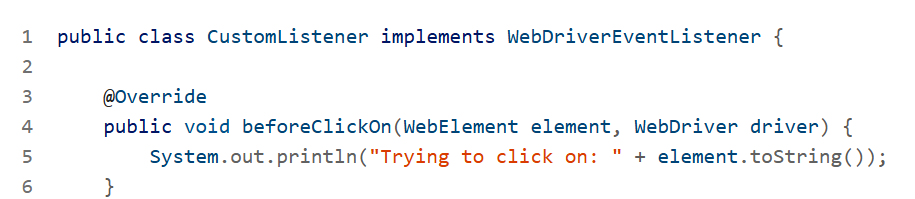 1 public class CustomListener implements WebDriverEventListener {
2
3 @Override
4 public void beforeClickOn(WebElement element, WebDriver driver) {
5 System.out.println("Trying to click on: " + element.toString());
6 }